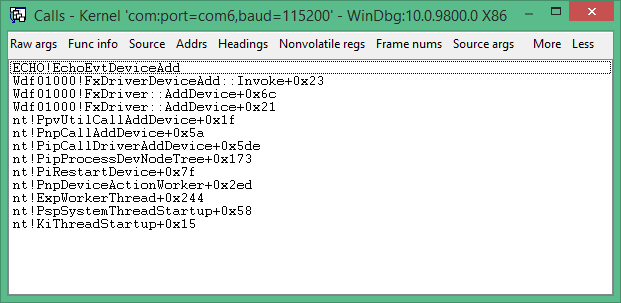 Calls - Kernel 'com:port=com6,baud=115200' - WinDbg:10.0.9800.0 X86
Raw args Func info Source Addrs Headings Nonvolatile regs Frame nums Source args More Less
ECHO!EchoEvtDeviceAdd
Wdf01000!FxDriverDeviceAdd::Invoke+0x23
Wdf01000!FxDriver::AddDevice+0x6c
Wdf01000!FxDriver::AddDevice+0x21
nt!PpvUtilCallAddDevice+0x1f
nt!PnpCallAddDevice+0x5a
nt!PipCallDriverAddDevice+0x5de
nt!PipProcessDevNodeTree+0x173
nt!PiRestartDevice+0x7f
nt!PnpDeviceActionWorker+0x2ed
nt!ExpWorkerThread+0x244
nt!PspSystemThreadStartup+0x58
nt!KiThreadStartup+0x15